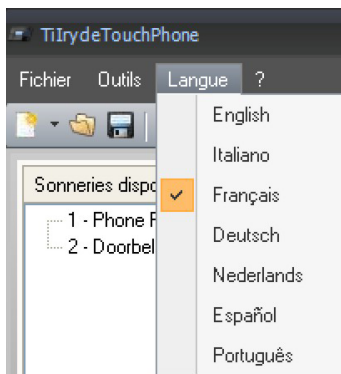 TiIrydeTouchPhone
Fichier Outils Langue ?
English
Italiano
Sonneries dispo
Français
1 - Phone
2 - Doorbel
Deutsch
Nederlands
Español
Português